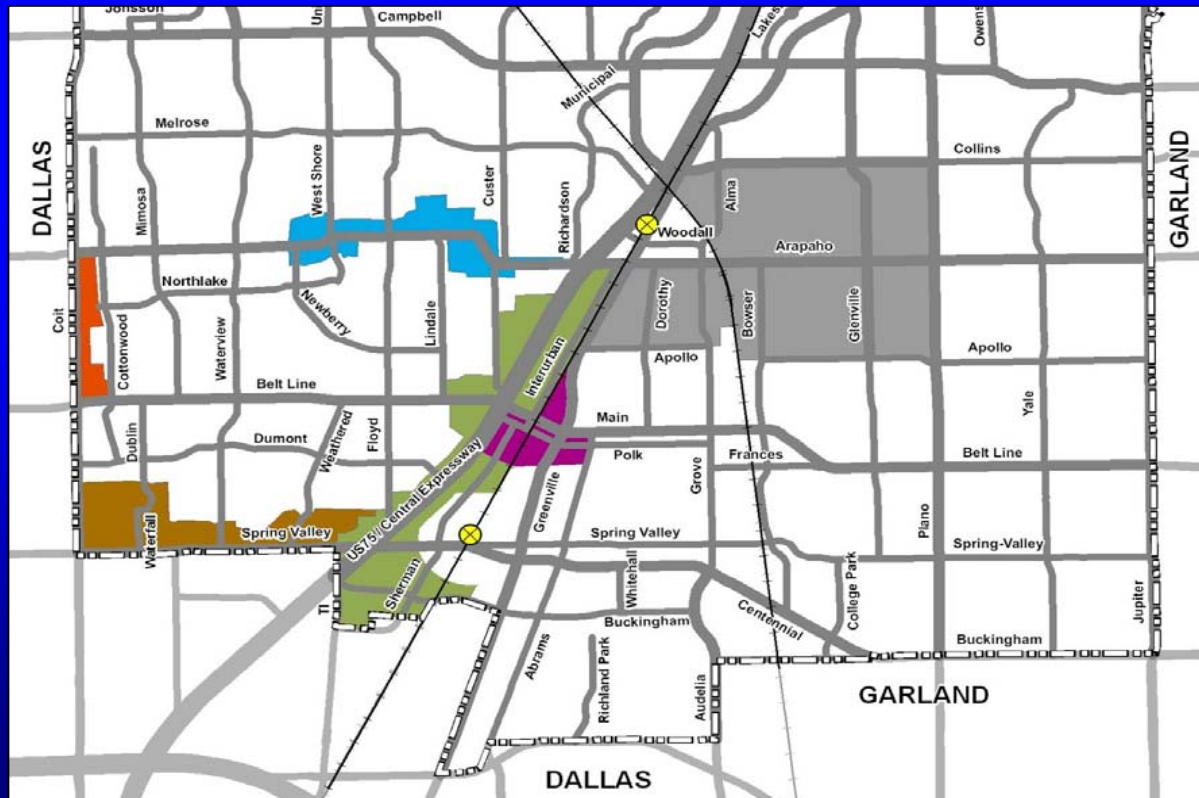 Campbell
Municipal
Melrose
Collins
DALLAS
GARLAND
Mimosa
West Shore
Custer
Richardson
Alma
Woodall
Arapaho
Northlake
Newberry
Coit
Cottonwood
Waterview
Lindale
Interurban
Dorothy
Bowser
Glenville
Apollo
Apollo
Belt Line
Main
Yale
Dublin
Dumont
Weathered
Floyd
Polk
Frances
Belt Line
US75 / Central Expressway
Greenville
Grove
Plano
Waterfall
Spring Valley
Spring Valley
Spring-Valley
TI
Sherman
Whitehall
Centennial
College Park
Jupiter
Buckingham
Buckingham
Abrams
Richland Park
Audelia
GARLAND
DALLAS